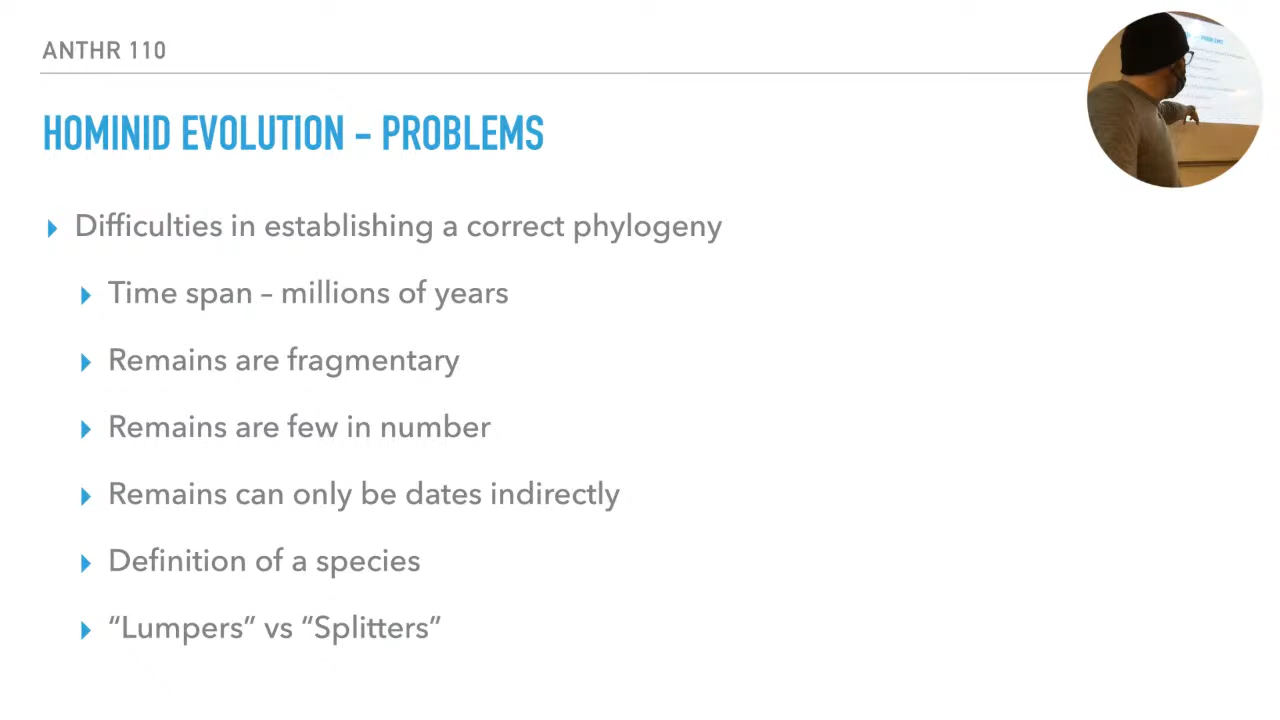 ANTHR 110
HOMINID EVOLUTION - PROBLEMS
Difficulties in establishing a correct phylogeny
Time span – millions of years
Remains are fragmentary
Remains are few in number
Remains can only be dates indirectly
Definition of a species
“Lumpers” vs “Splitters”